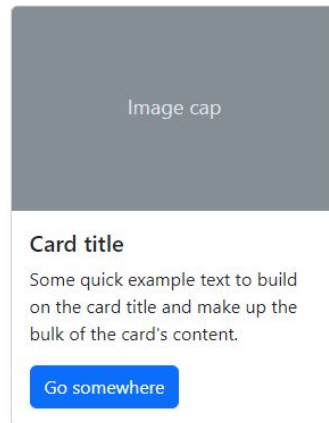 Image cap
Card title
Some quick example text to build
on the card title and make up the
bulk of the card's content.
Go somewhere